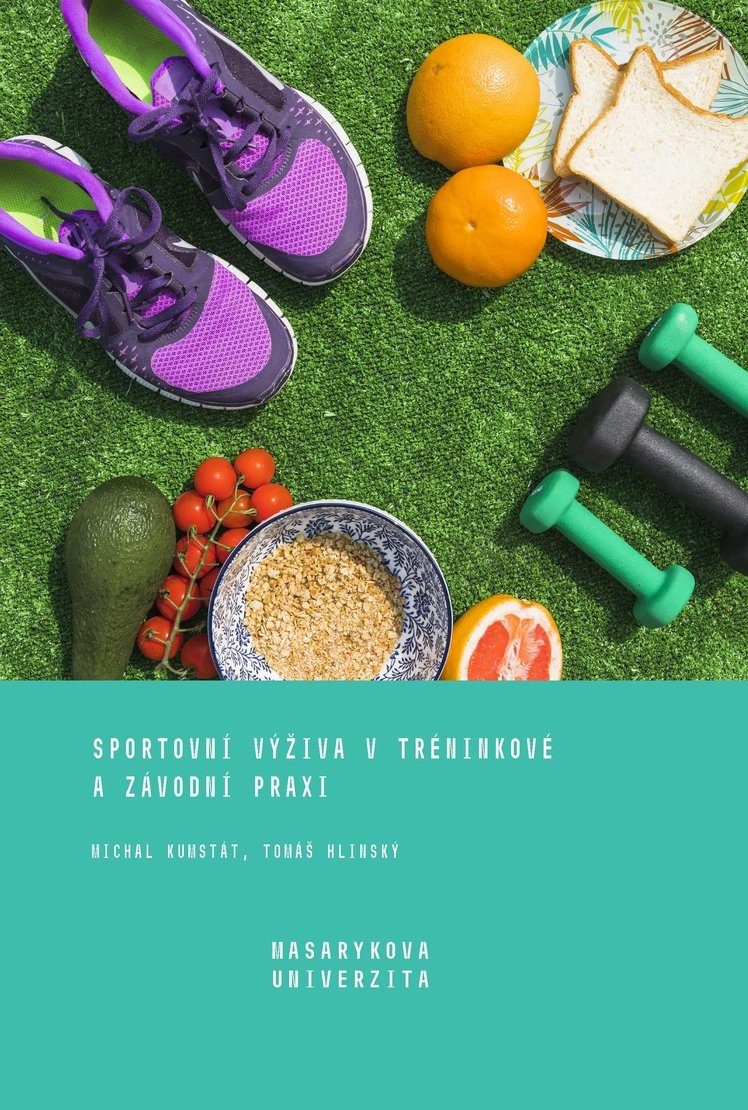 SPORTOVNÍ VÝŽIVA V TRÉNINKOVÉ
A ZÁVODNÍ PRAXI
MICHAL KUMSTÁT, TOMÁŠ HLINSKÝ
MASARYKOVA
UNIVERZITA